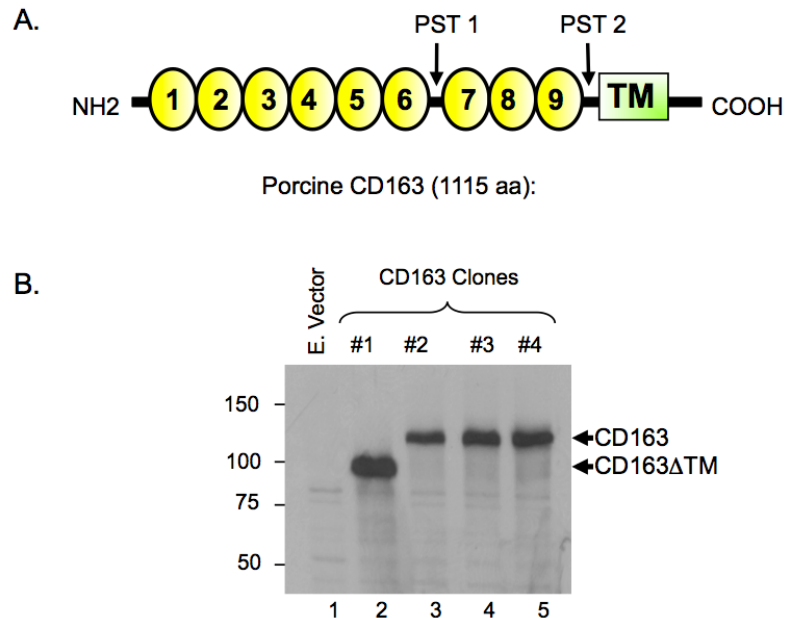 A.
PST 1 PST 2
NH2 1 2 3 4 5 6 7 8 9 TM COOH
Porcine CD163 (1115 aa):
B.
E. Vector
CD163 Clones
#1 #2 #3 #4
150
CD163
100
CD163ΔTM
75
50
1 2 3 4 5